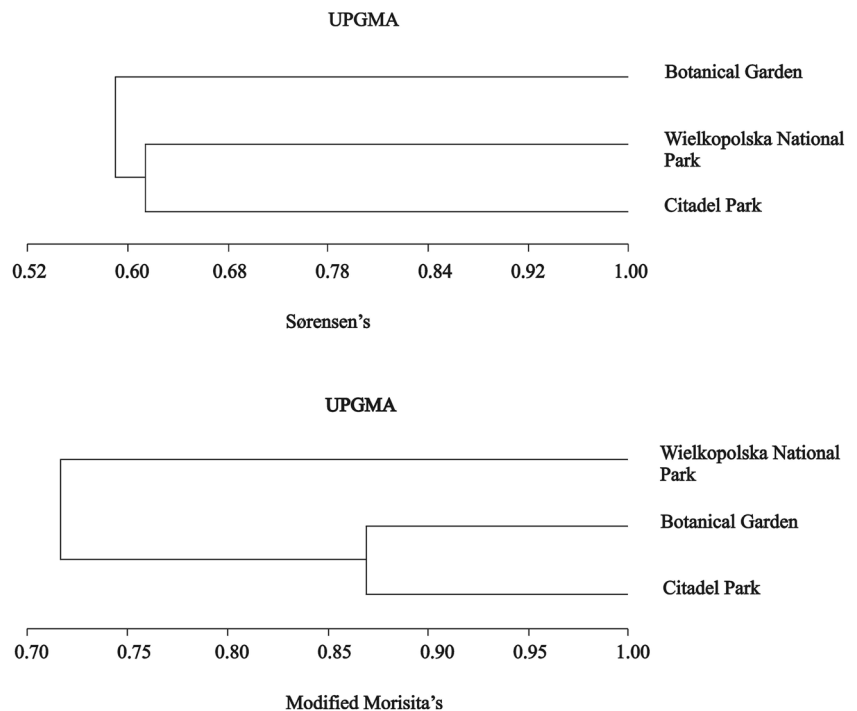 UPGMA
Botanical Garden
Wielkopolska National
Park
Citadel Park
0.52 0.60 0.68 0.78 0.84 0.92 1.00
Sørensen’s
UPGMA
Wielkopolska National
Park
Botanical Garden
Citadel Park
0.70 0.75 0.80 0.85 0.90 0.95 1.00
Modified Morisita’s